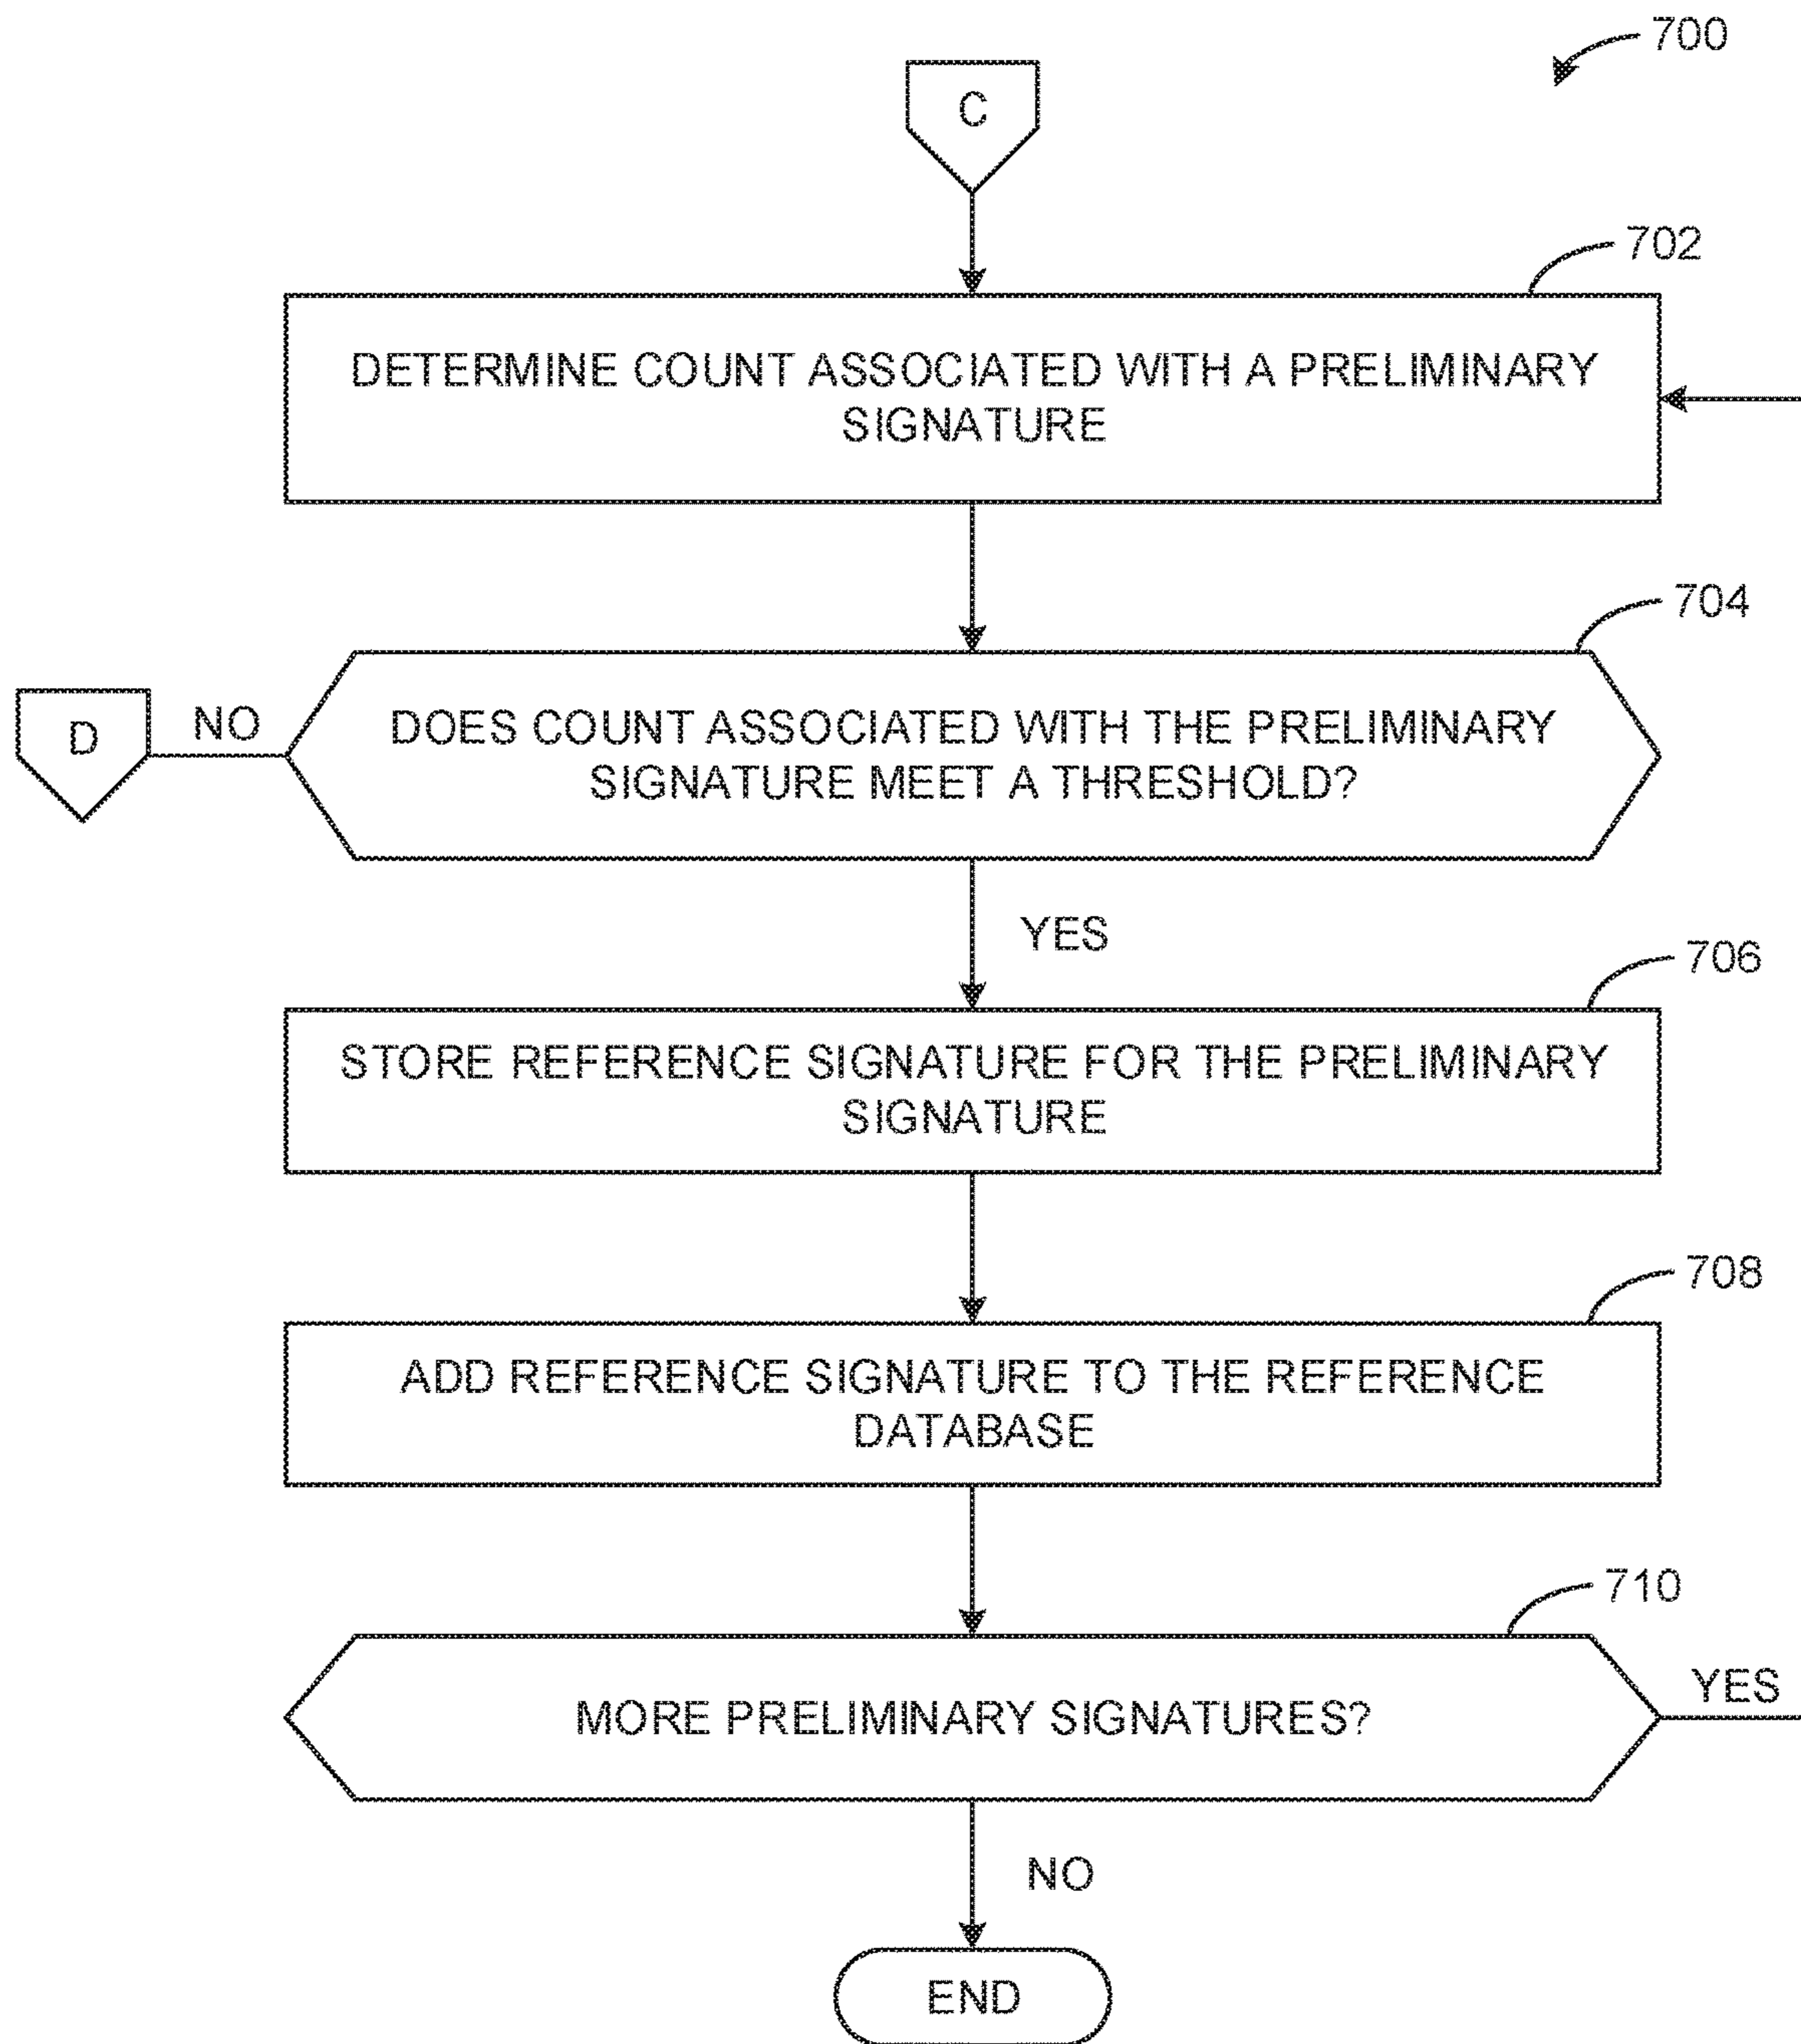 700
C
702
DETERMINE COUNT ASSOCIATED WITH A PRELIMINARY
SIGNATURE
704
D
NO
DOES COUNT ASSOCIATED WITH THE PRELIMINARY
SIGNATURE MEET A THRESHOLD?
YES
706
STORE REFERENCE SIGNATURE FOR THE PRELIMINARY
SIGNATURE
708
ADD REFERENCE SIGNATURE TO THE REFERENCE
DATABASE
710
MORE PRELIMINARY SIGNATURES?
YES
NO
END